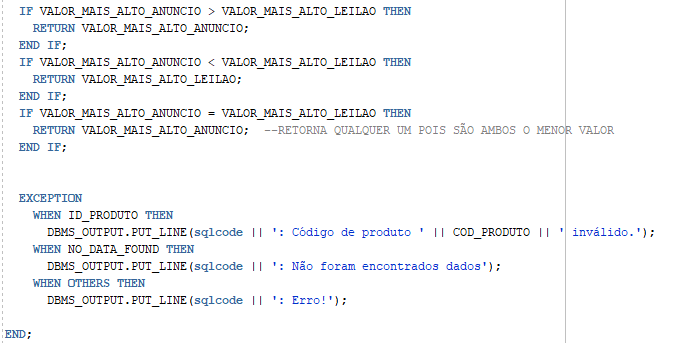 IF VALOR_MAIS_ALTO_ANUNCIO > VALOR_MAIS_ALTO_LEILAO THEN
RETURN VALOR_MAIS_ALTO_ANUNCIO;
END IF;
IF VALOR_MAIS_ALTO_ANUNCIO < VALOR_MAIS_ALTO_LEILAO THEN
RETURN VALOR_MAIS_ALTO_LEILAO;
END IF;
IF VALOR_MAIS_ALTO_ANUNCIO = VALOR_MAIS_ALTO_LEILAO THEN
RETURN VALOR_MAIS_ALTO_ANUNCIO;  --RETORNA QUALQUER UM POIS SÃO AMBOS O MENOR VALOR
END IF;
EXCEPTION
WHEN ID_PRODUTO THEN
DBMS_OUTPUT.PUT_LINE(sqlcode || ': Código de produto ' || COD_PRODUTO || ' inválido.');
WHEN NO_DATA_FOUND THEN
DBMS_OUTPUT.PUT_LINE(sqlcode || ': Não foram encontrados dados');
WHEN OTHERS THEN
DBMS_OUTPUT.PUT_LINE(sqlcode || ': Erro!');
END;